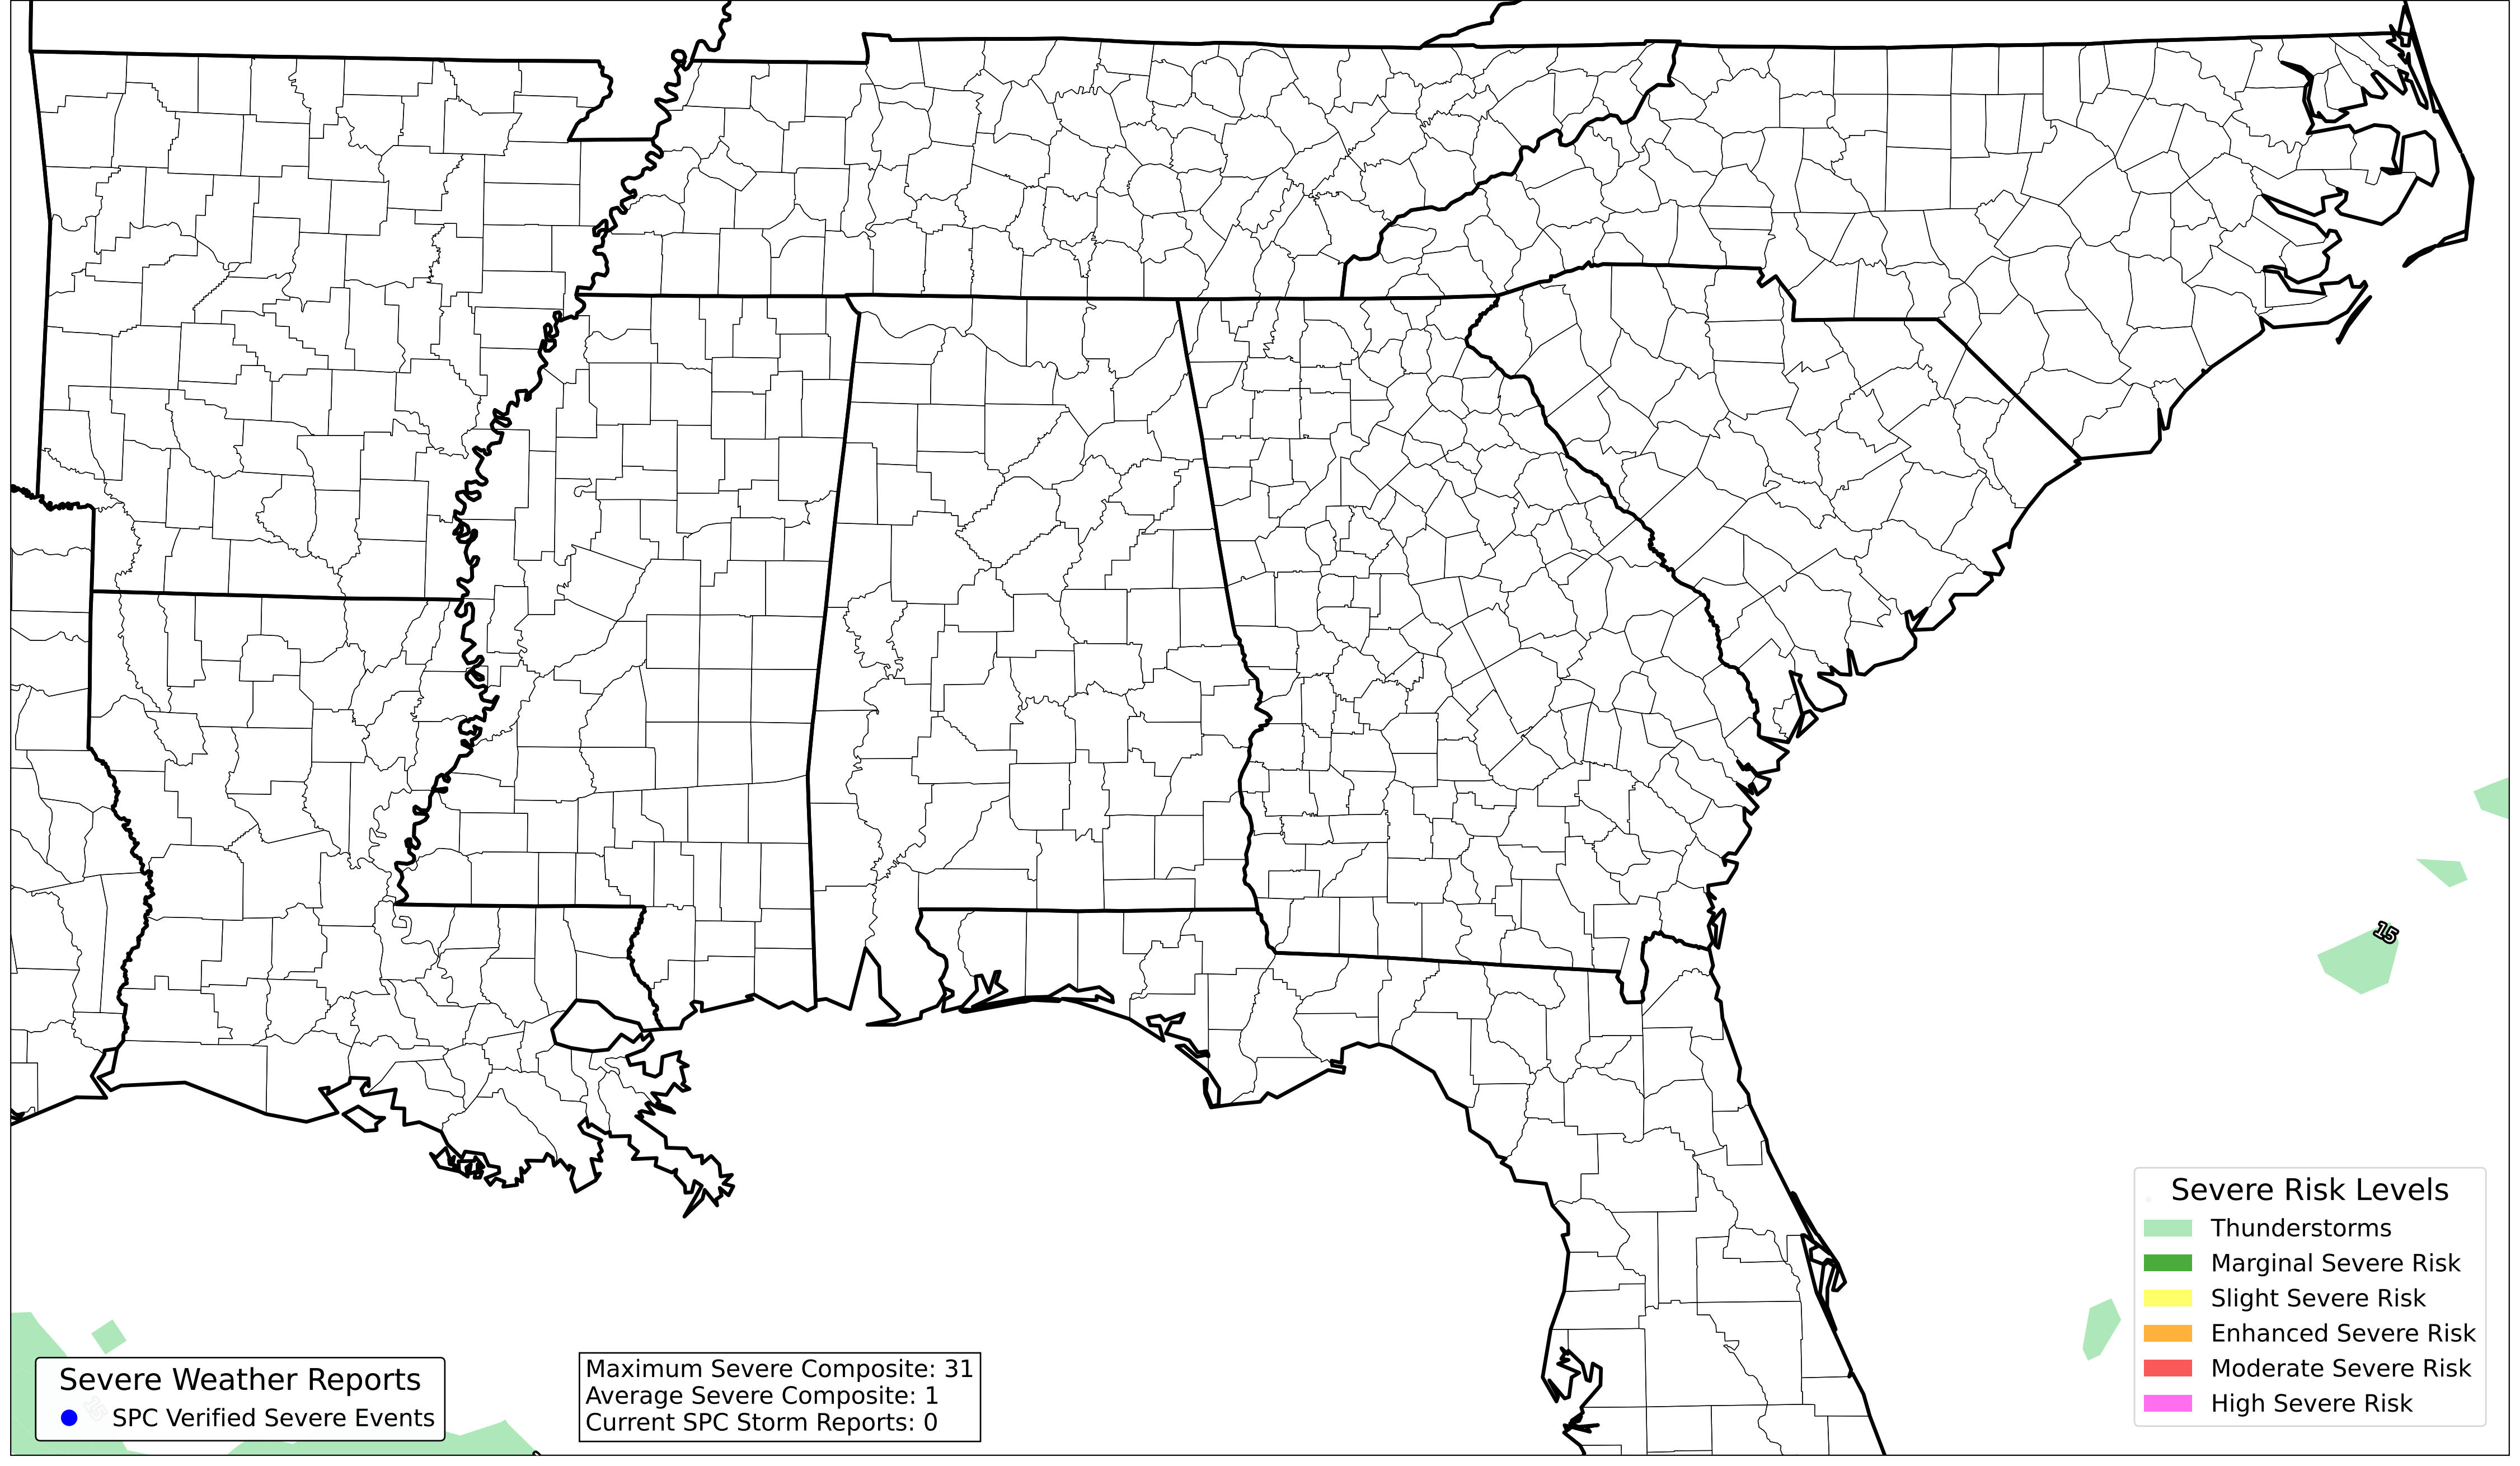 15
Severe Risk Levels
Thunderstorms
Marginal Severe Risk
Slight Severe Risk
Enhanced Severe Risk
Moderate Severe Risk
High Severe Risk
Severe Weather Reports
SPC Verified Severe Events
15
Maximum Severe Composite: 31
Average Severe Composite: 1
Current SPC Storm Reports: 0